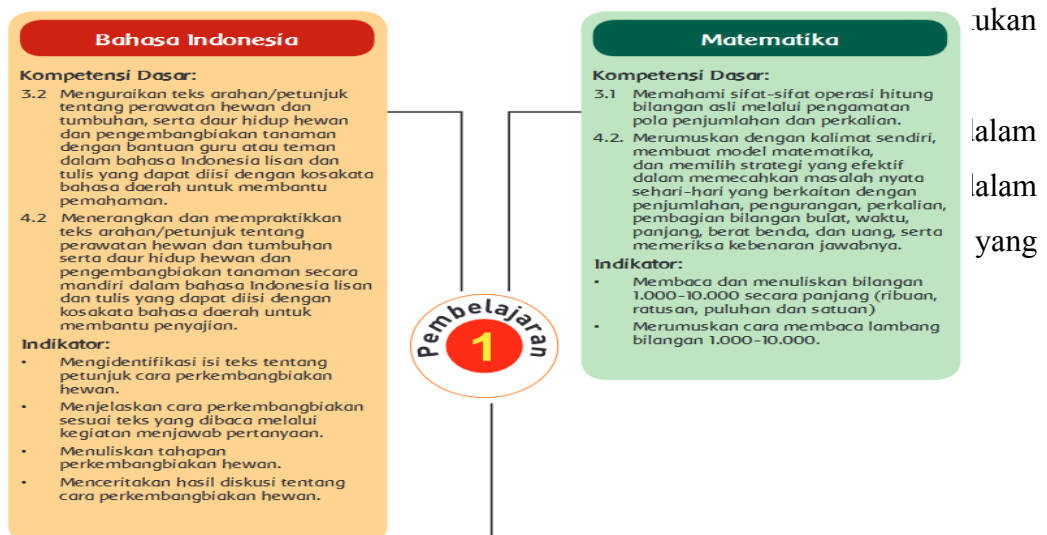 Bahasa Indonesia
Kompetensi Dasar:
3.2 Menguraikan teks arahan/petunjuk
tentang perawatan hewan dan
tumbuhan, serta daur hidup hewan
dan pengembangbiakan tanaman
dengan bantuan guru atau teman
dalam bahasa Indonesia lisan dan
tulis yang dapat diisi dengan kosakata
bahasa daerah untuk membantu
pemahaman.
4.2 Menerangkan dan mempraktikkan
teks arahan/petunjuk tentang
perawatan hewan dan tumbuhan
serta daur hidup hewan dan
pengembangbiakan tanaman secara
mandiri dalam bahasa Indonesia lisan
dan tulis yang dapat diisi dengan
kosakata bahasa daerah untuk
membantu penyajian.
Indikator:
• Mengidentifikasi isi teks tentang
petunjuk cara perkembangbiakan
hewan.
• Menjelaskan cara perkembangbiakan
sesuai teks yang dibaca melalui
kegiatan menjawab pertanyaan.
• Menuliskan tahapan
perkembangbiakan hewan.
• Menceritakan hasil diskusi tentang
cara perkembangbiakan hewan.
Pembelajaran
1
Matematika
Kompetensi Dasar:
3.1 Memahami sifat-sifat operasi hitung
bilangan asli melalui pengamatan
pola penjumlahan dan perkalian.
4.2. Merumuskan dengan kalimat sendiri,
membuat model matematika,
dan memilih strategi yang efektif
dalam memecahkan masalah nyata
sehari-hari yang berkaitan dengan
penjumlahan, pengurangan, perkalian,
pembagian bilangan bulat, waktu,
panjang, berat benda, dan uang, serta
memeriksa kebenaran jawabnya.
Indikator:
• Membaca dan menuliskan bilangan
1.000-10.000 secara panjang (ribuan,
ratusan, puluhan dan satuan)
• Merumuskan cara membaca lambang
bilangan 1.000-10.000.
yang